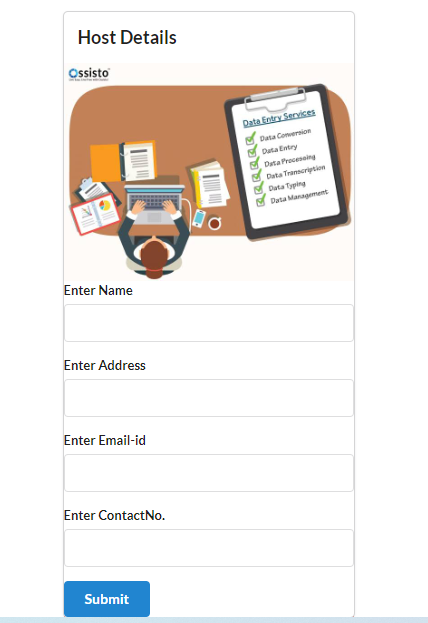 Host Details
Ossisto
Data Entry Services
Data Conversion
Data Entry
Data Processing
Data Transcription
Data Typing
Data Management
Enter Name
Enter Address
Enter Email-id
Enter ContactNo.
Submit